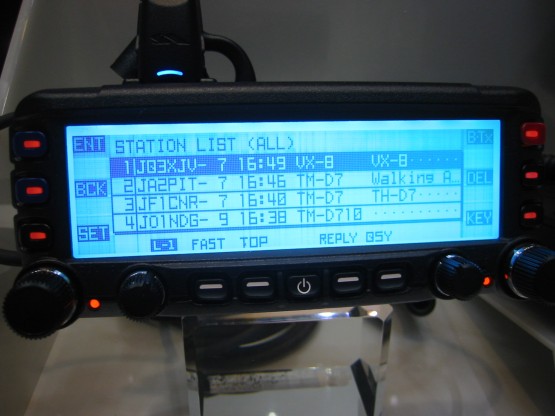 ENT STATION LIST (ALL)
1 JQ3XJV- 7 16:49 VX-8 VX-8······
BCK 2 JA2PIT- 7 16:46 TM-D7 Walking A… DEL
3 JF1CNR- 7 16:40 TM-D7 TH-D7·····
SET 4 JO1NDG- 9 16:38 TM-D710 ·········· KEY
L-1 FAST TOP REPLY QSY